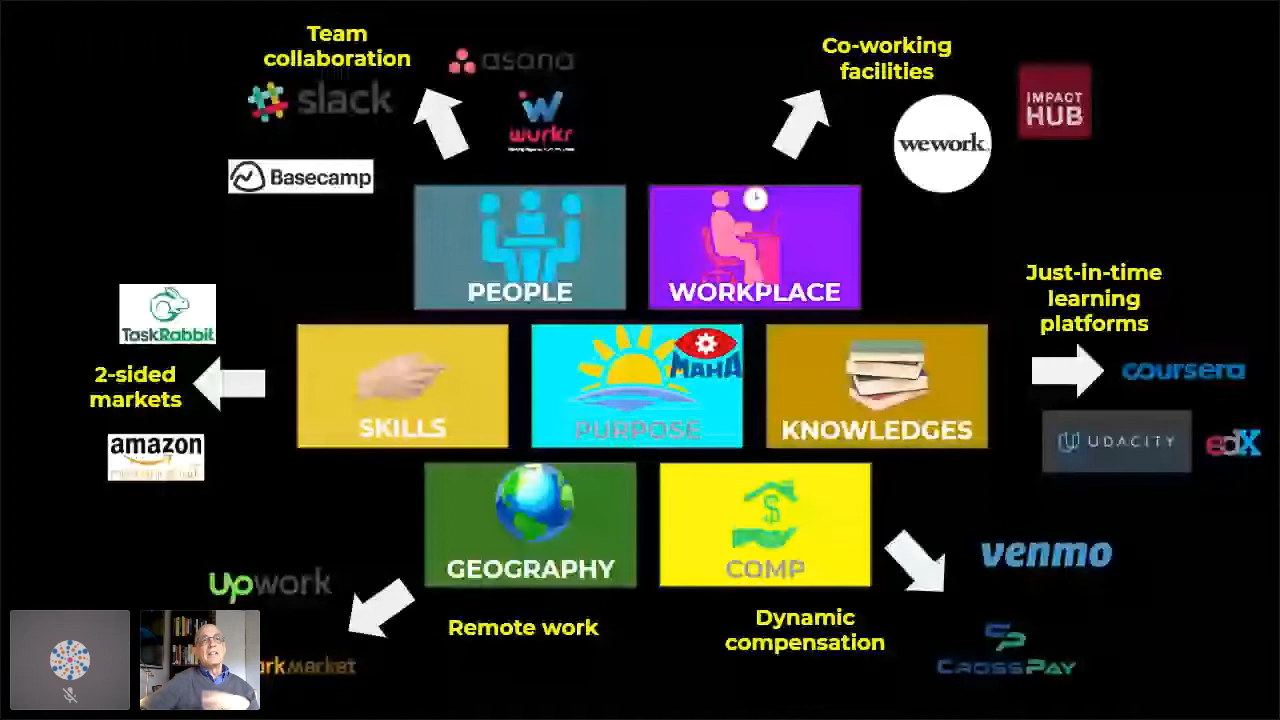 Team
collaboration
asana
slack
wurkr
Basecamp
PEOPLE
Co-working
facilities
IMPACT
HUB
wework
WORKPLACE
TaskRabbit
2-sided
markets
amazon
SKILLS
MAHA
PURPOSE
KNOWLEDGES
Just-in-time
learning
platforms
coursera
UDACITY
edX
GEOGRAPHY
COMP
upwork
Remote work
arkmarket
Dynamic
compensation
venmo
CROSSPAY